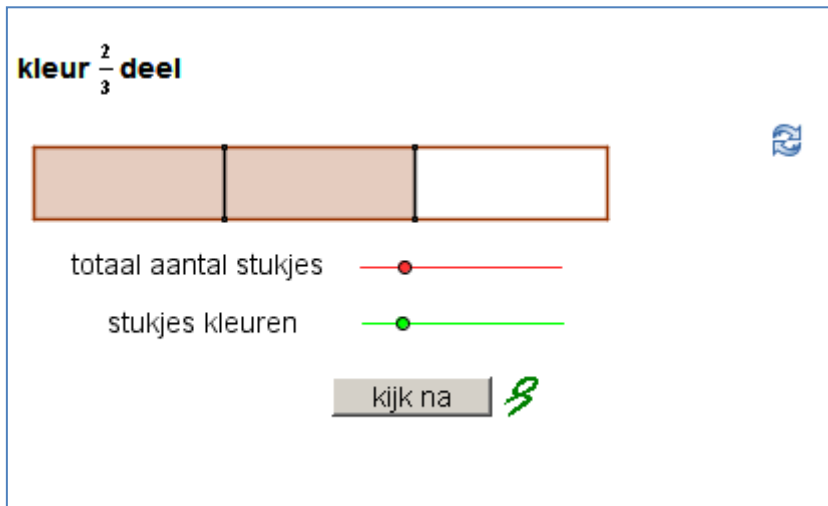 kleur 2/3 deel
totaal aantal stukjes
stukjes kleuren
kijk na